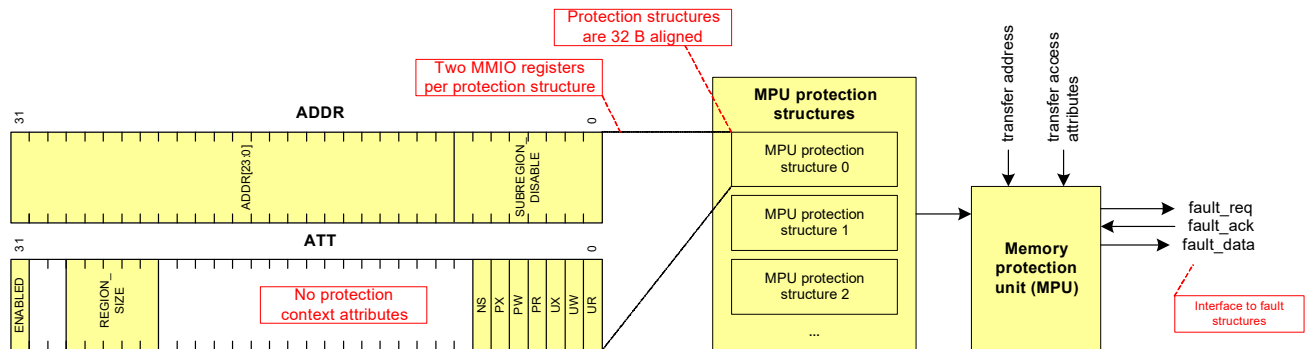 Protection structures
are 32 B aligned
Two MMIO registers
per protection structure
31
ADDR
0
ADDR[23:0]
SUBREGION_
DISABLE
31
ATT
0
ENABLED
REGION_
SIZE
No protection
context attributes
NS
PX
PW
PR
UX
UW
UR
MPU protection
structures
MPU protection
structure 0
MPU protection
structure 1
MPU protection
structure 2
...
transfer address
transfer access
attributes
Memory
protection
unit (MPU)
fault_req
fault_ack
fault_data
Interface to fault
structures